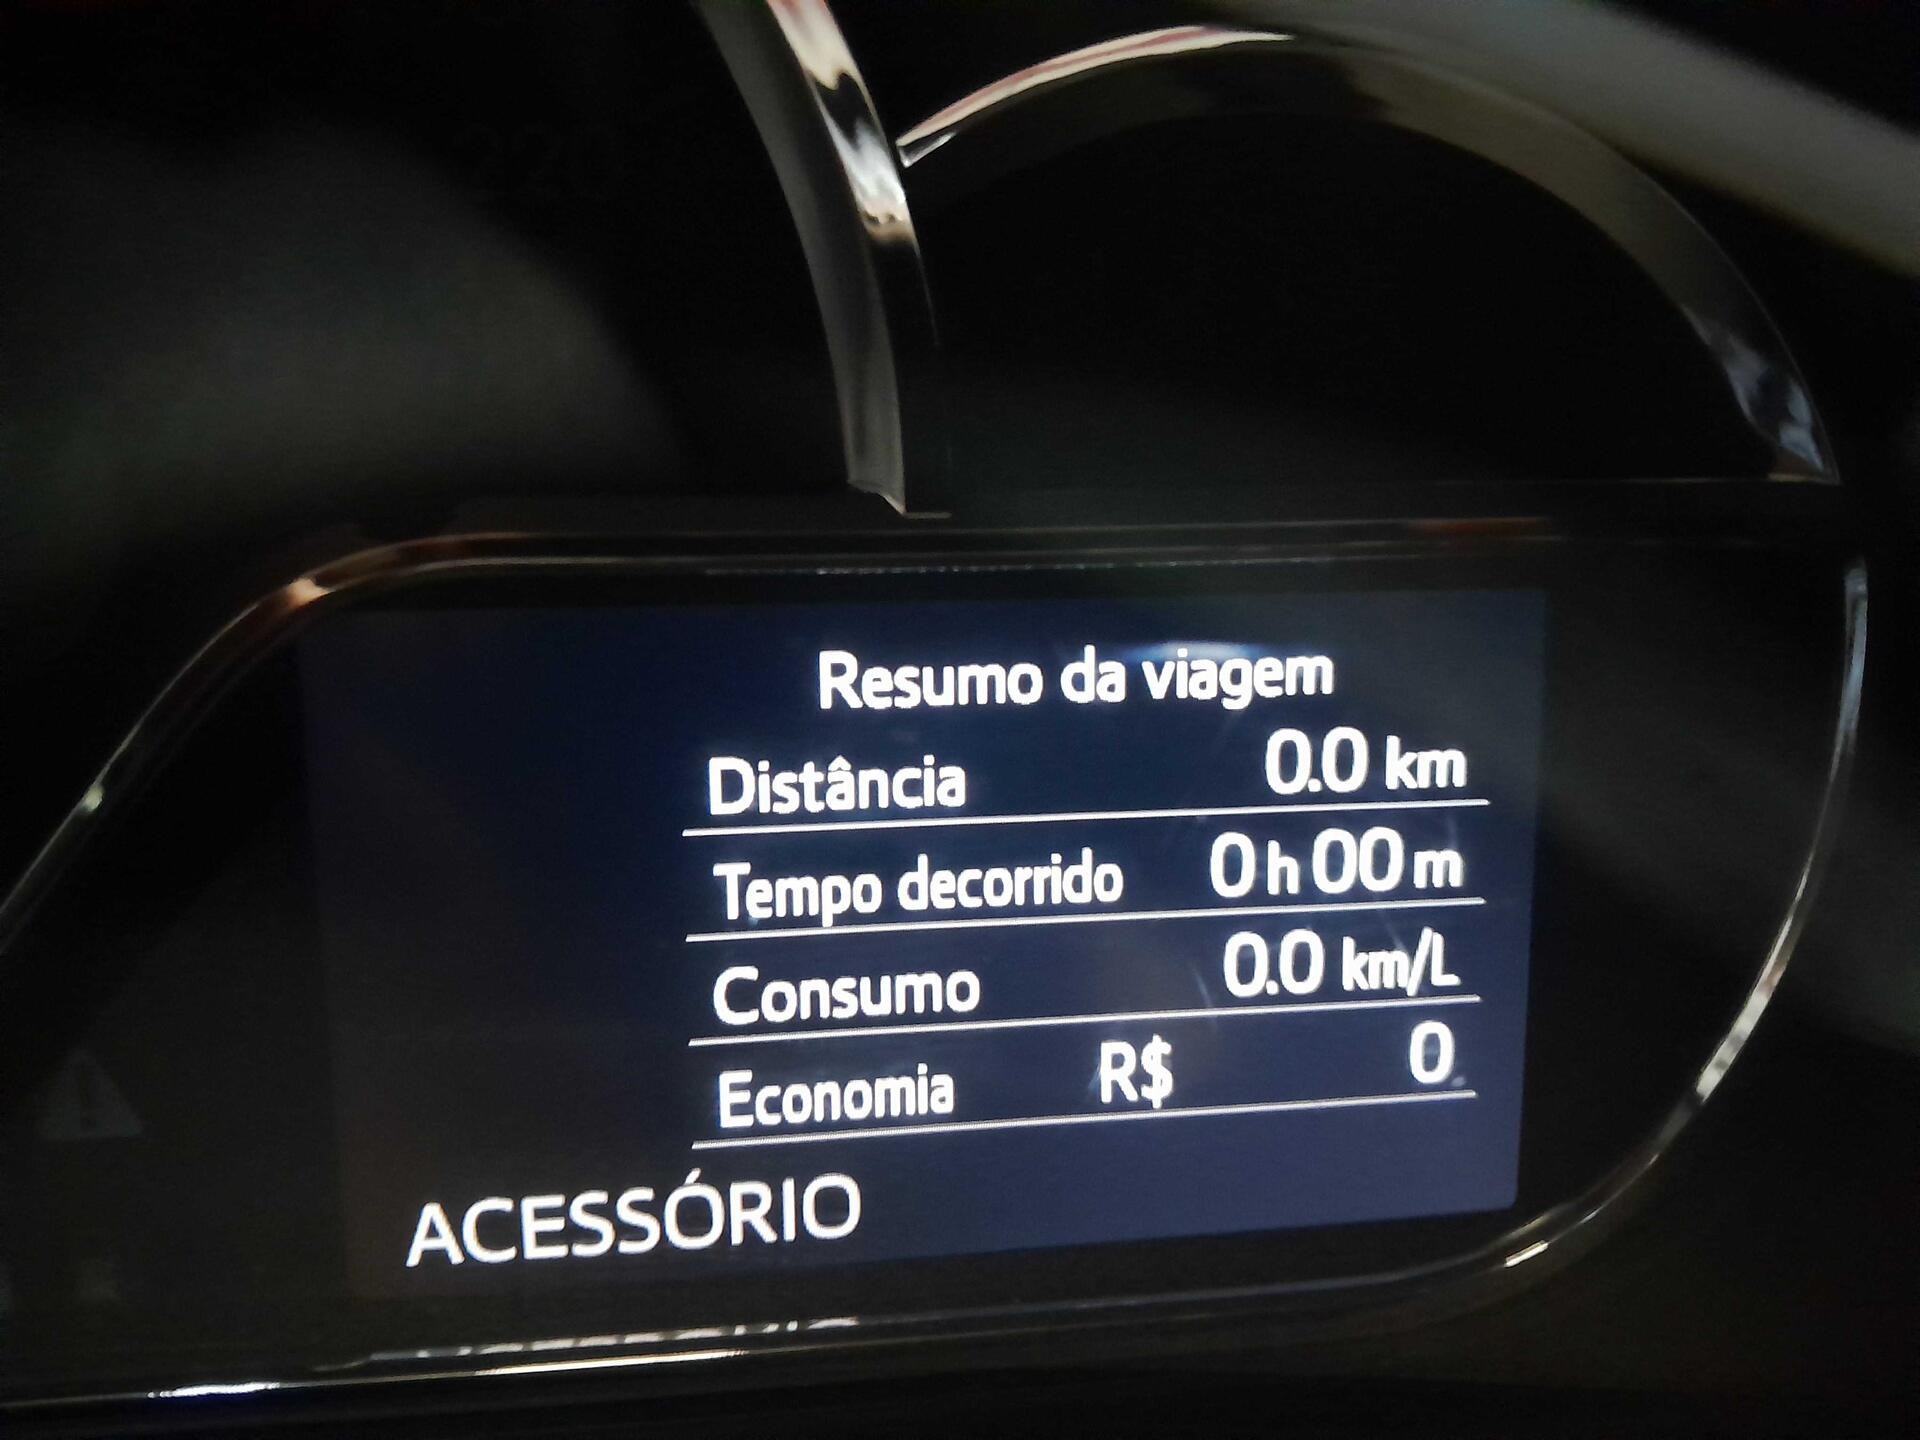 Resumo da viagem
Distância 0.0 km
Tempo decorrido 0 h 00 m
Consumo 0.0 km/L
Economia R$ 0
ACESSÓRIO